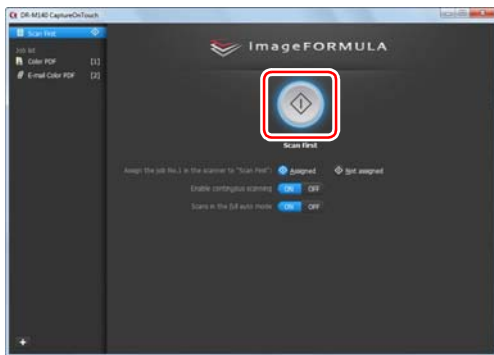 DR-M140 CaptureOnTouch
Scan First
Job list
Color PDF [1]
E-mail Color PDF [2]
imageFORMULA
Scan First
Assign the job No.1 in the scanner to "Scan First") Assigned Not assigned
Enable continuous scanning ON OFF
Scans in the full auto mode ON OFF